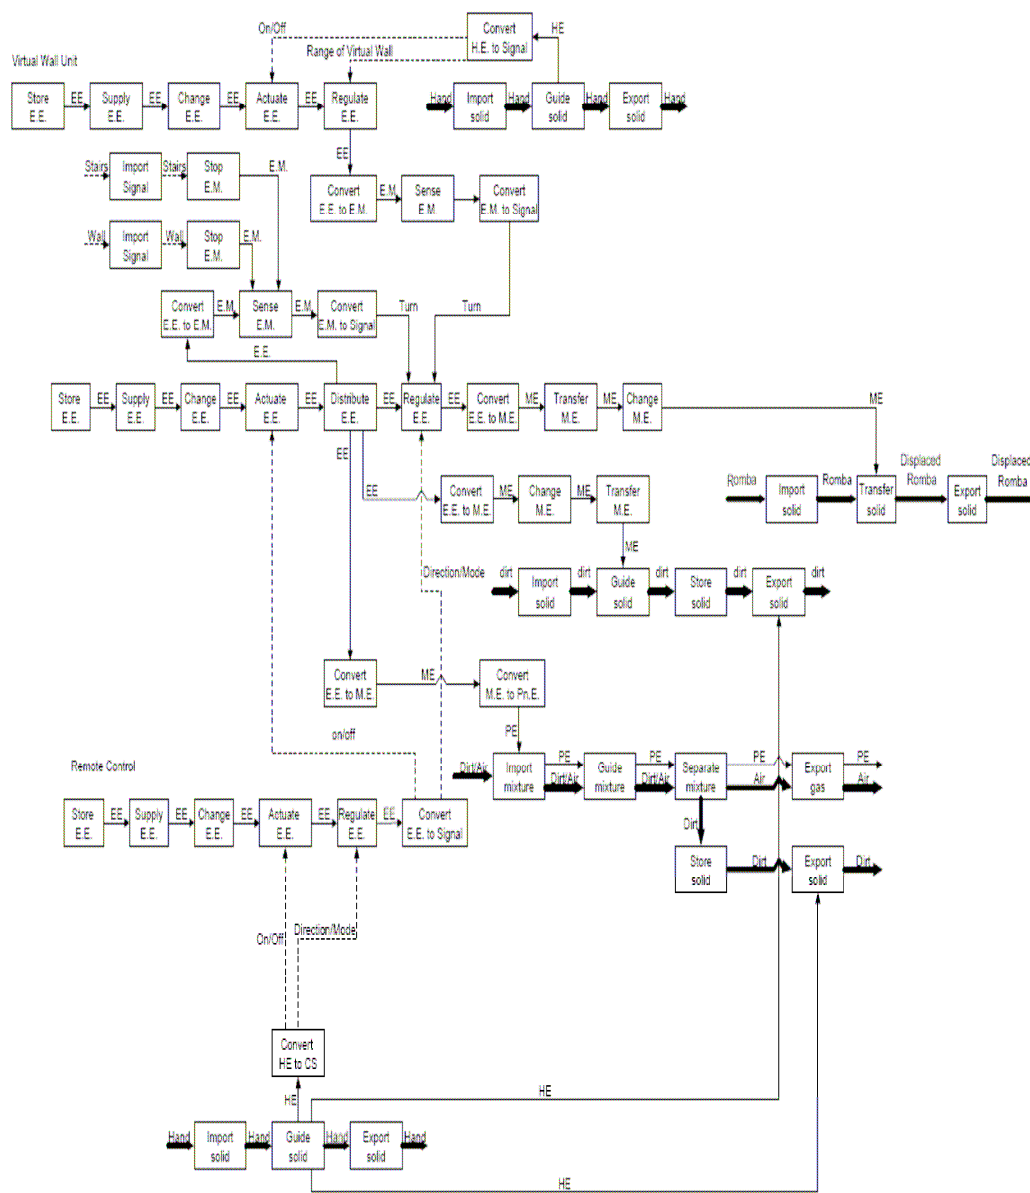 On/Off
Convert
H.E. to Signal
HE
Range of Virtual Wall
Virtual Wall Unit
Store
E.E.
EE
Supply
E.E.
EE
Change
E.E.
EE
Actuate
E.E.
EE
Regulate
E.E.
Hand
Import
solid
Hand
Guide
solid
Hand
Export
solid
Hand
EE
Stairs
Import
Signal
Stairs
Stop
E.M.
E.M.
Convert
E.E. to E.M.
E.M.
Sense
E.M.
Convert
E.M. to Signal
Wall
Import
Signal
Wall
Stop
E.M.
E.M.
Convert
E.E. to E.M.
E.M.
Sense
E.M.
E.M.
Convert
E.M. to Signal
Turn
Turn
E.E.
Store
E.E.
EE
Supply
E.E.
EE
Change
E.E.
EE
Actuate
E.E.
EE
Distribute
E.E.
EE
Regulate
E.E.
EE
Convert
E.E. to M.E.
ME
Transfer
M.E.
ME
Change
M.E.
ME
EE
EE
Convert
E.E. to M.E.
ME
Change
M.E.
ME
Transfer
M.E.
Romba
Import
solid
Romba
Transfer
solid
Displaced
Romba
Export
solid
Displaced
Romba
ME
Direction/Mode
dirt
Import
solid
dirt
Guide
solid
dirt
Store
solid
dirt
Export
solid
dirt
Convert
E.E. to M.E.
ME
Convert
M.E. to Pn.E.
PE
on/off
Dirt/Air
Import
mixture
PE
Dirt/Air
Guide
mixture
PE
Dirt/Air
Separate
mixture
PE
Air
Export
gas
PE
Air
Remote Control
Store
E.E.
EE
Supply
E.E.
EE
Change
E.E.
EE
Actuate
E.E.
EE
Regulate
E.E.
EE
Convert
E.E. to Signal
Dirt
Store
solid
Dirt
Export
solid
Dirt
On/Off
Direction/Mode
Convert
HE to CS
HE
HE
Hand
Import
solid
Hand
Guide
solid
Hand
Export
solid
Hand
HE